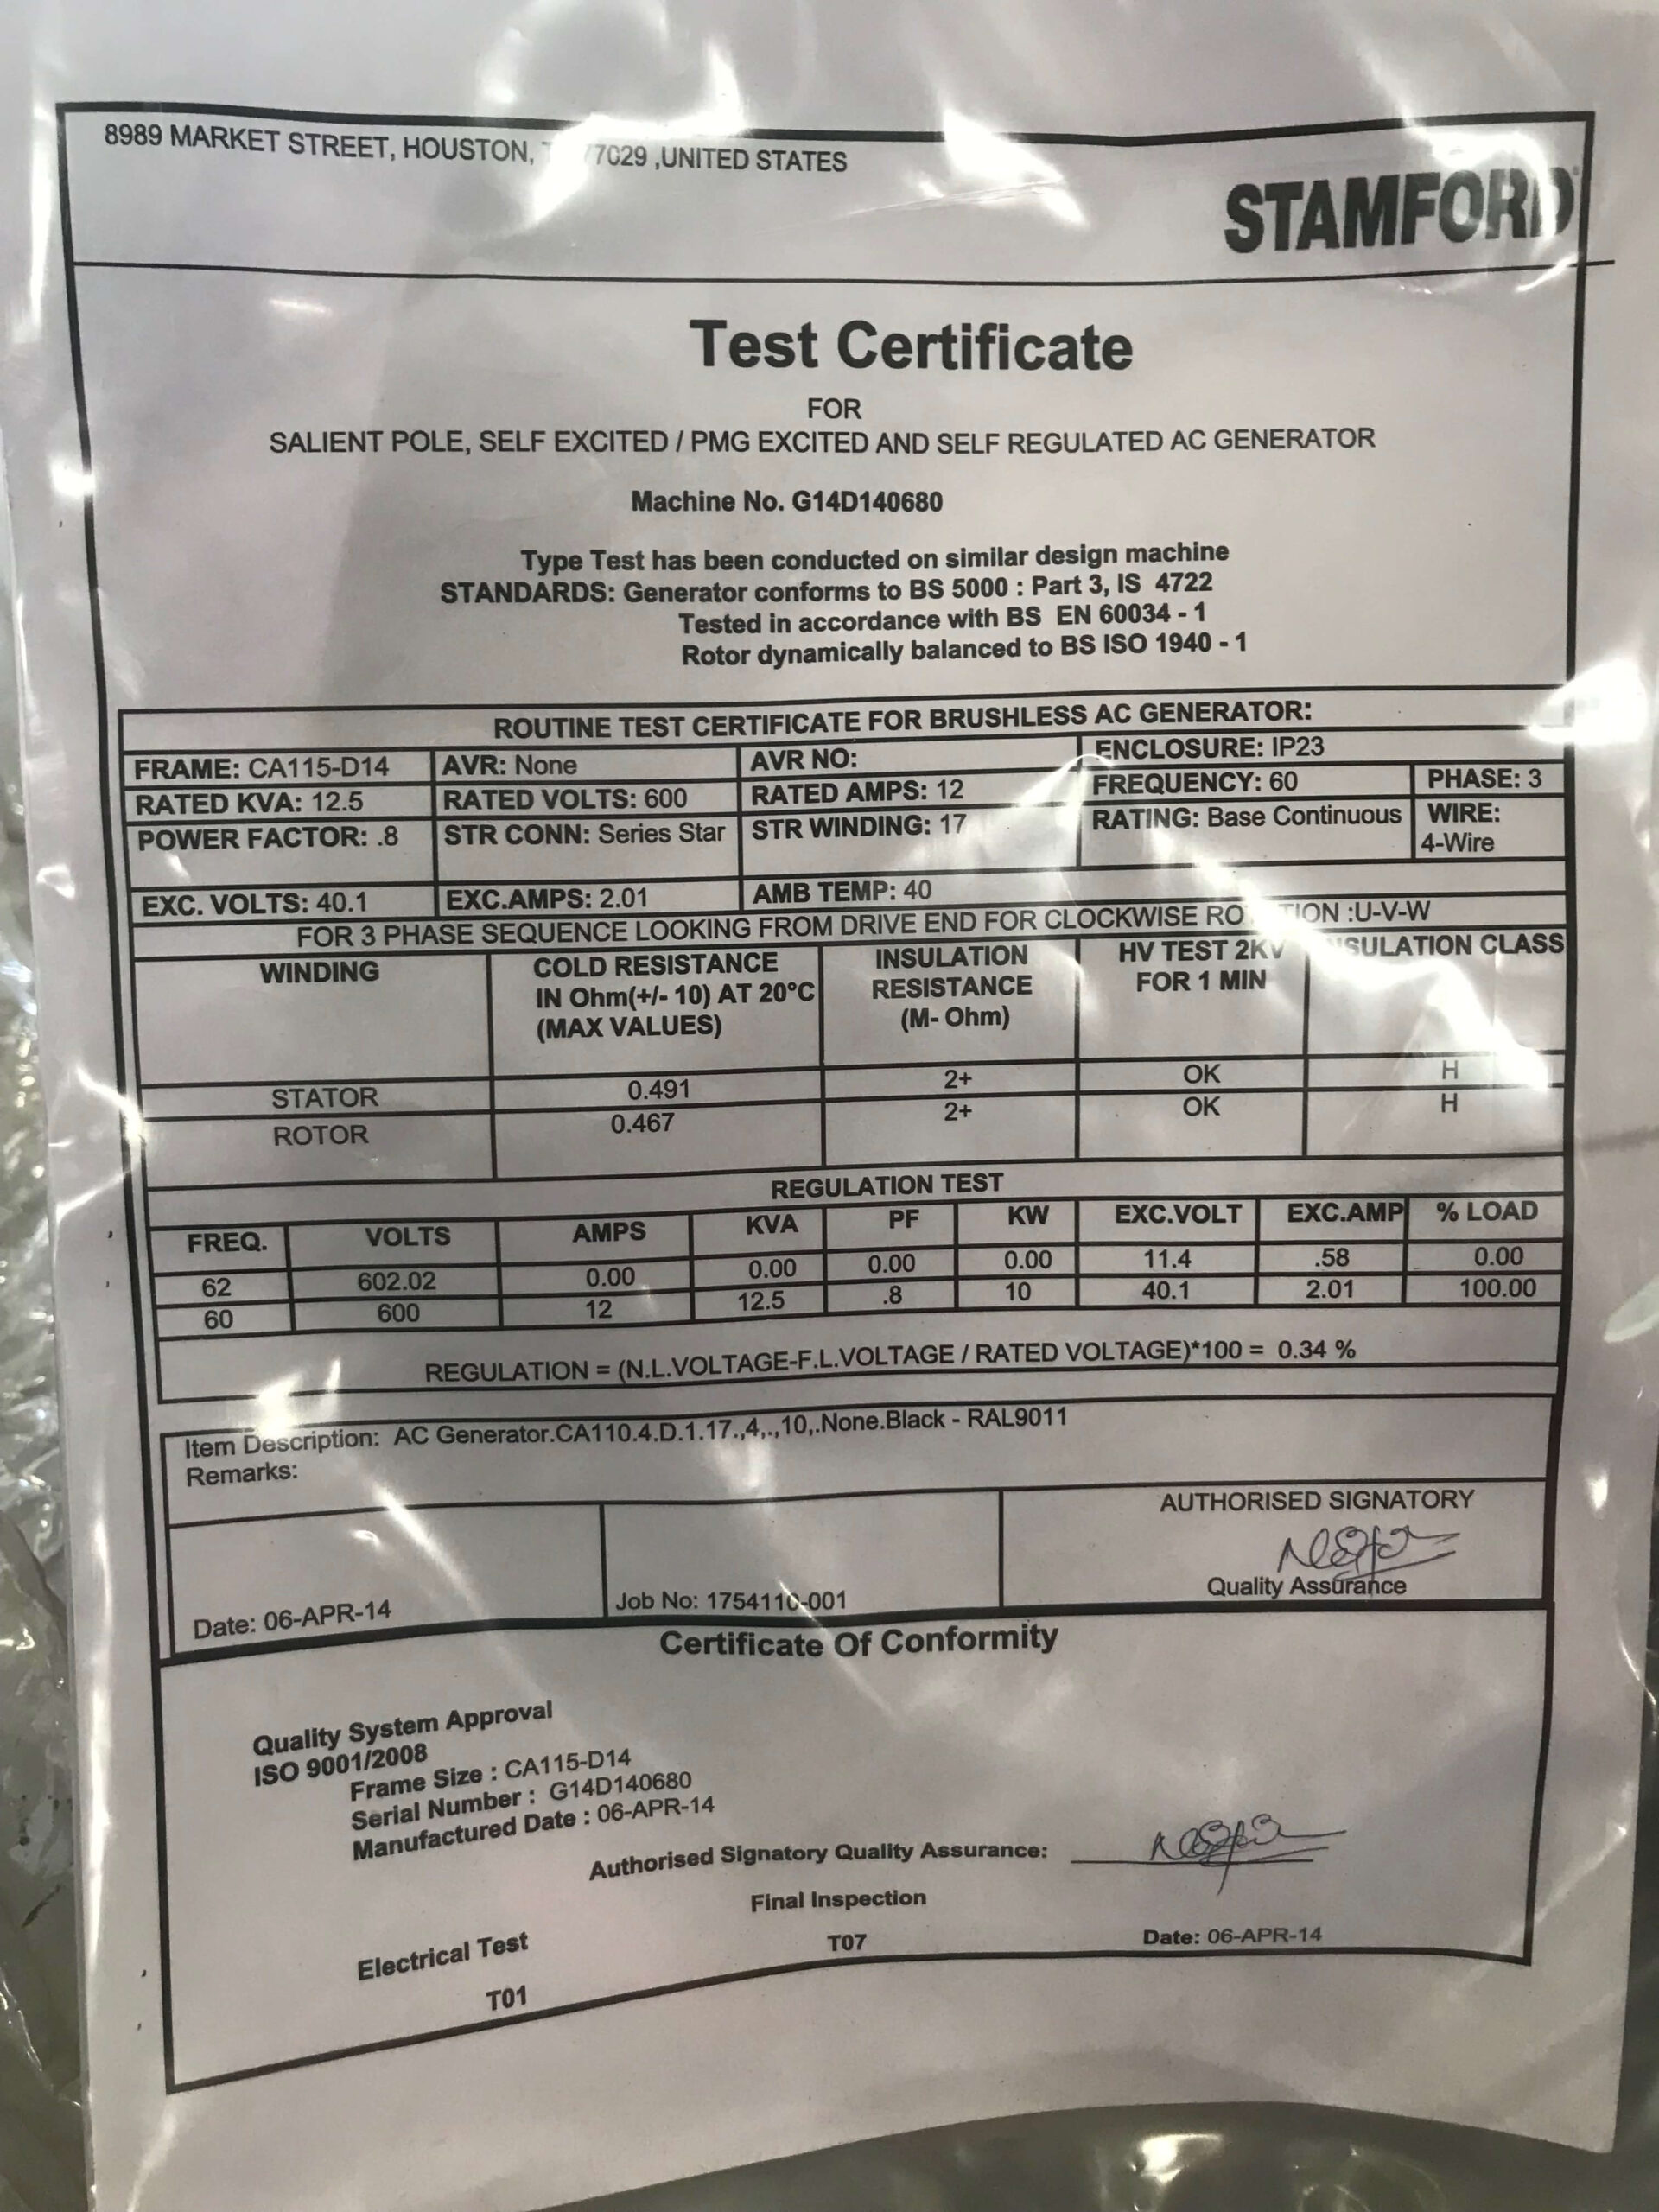 8989 MARKET STREET, HOUSTON, 77029 ,UNITED STATES
STAMFORD
Test Certificate
FOR
SALIENT POLE, SELF EXCITED / PMG EXCITED AND SELF REGULATED AC GENERATOR
Machine No. G14D140680
Type Test has been conducted on similar design machine
STANDARDS: Generator conforms to BS 5000 : Part 3, IS 4722
Tested in accordance with BS EN 60034 - 1
Rotor dynamically balanced to BS ISO 1940 - 1
ROUTINE TEST CERTIFICATE FOR BRUSHLESS AC GENERATOR:
FRAME: CA115-D14 AVR: None AVR NO: ENCLOSURE: IP23
RATED KVA: 12.5 RATED VOLTS: 600 RATED AMPS: 12 FREQUENCY: 60 PHASE: 3
POWER FACTOR: .8 STR CONN: Series Star STR WINDING: 17 RATING: Base Continuous WIRE:
4-Wire
EXC. VOLTS: 40.1 EXC.AMPS: 2.01 AMB TEMP: 40
FOR 3 PHASE SEQUENCE LOOKING FROM DRIVE END FOR CLOCKWISE :U-V-W
WINDING COLD RESISTANCE INSULATION HV TEST 2KV CLASS
IN Ohm(+/- 10) AT 20°C RESISTANCE FOR 1 MIN
(MAX VALUES) (M- Ohm)
STATOR 0.491 2+ OK H
ROTOR 0.467 2+ OK H
REGULATION TEST
FREQ. VOLTS AMPS KVA PF KW EXC.VOLT EXC.AMP % LOAD
62 602.02 0.00 0.00 0.00 0.00 11.4 .58 0.00
60 600 12 12.5 .8 10 40.1 2.01 100.00
REGULATION = (N.L.VOLTAGE-F.L.VOLTAGE / RATED VOLTAGE)*100 = 0.34 %
Item Description: AC Generator.CA110.4.D.1.17.,4,.,10,.None.Black - RAL9011
Remarks:
AUTHORISED SIGNATORY
Quality Assurance
Date: 06-APR-14 Job No: 1754110-001
Certificate Of Conformity
Quality System Approval
ISO 9001/2008
Frame Size : CA115-D14
Serial Number : G14D140680
Manufactured Date : 06-APR-14
Authorised Signatory Quality Assurance:
Final Inspection
Electrical Test T07 Date: 06-APR-14
T01